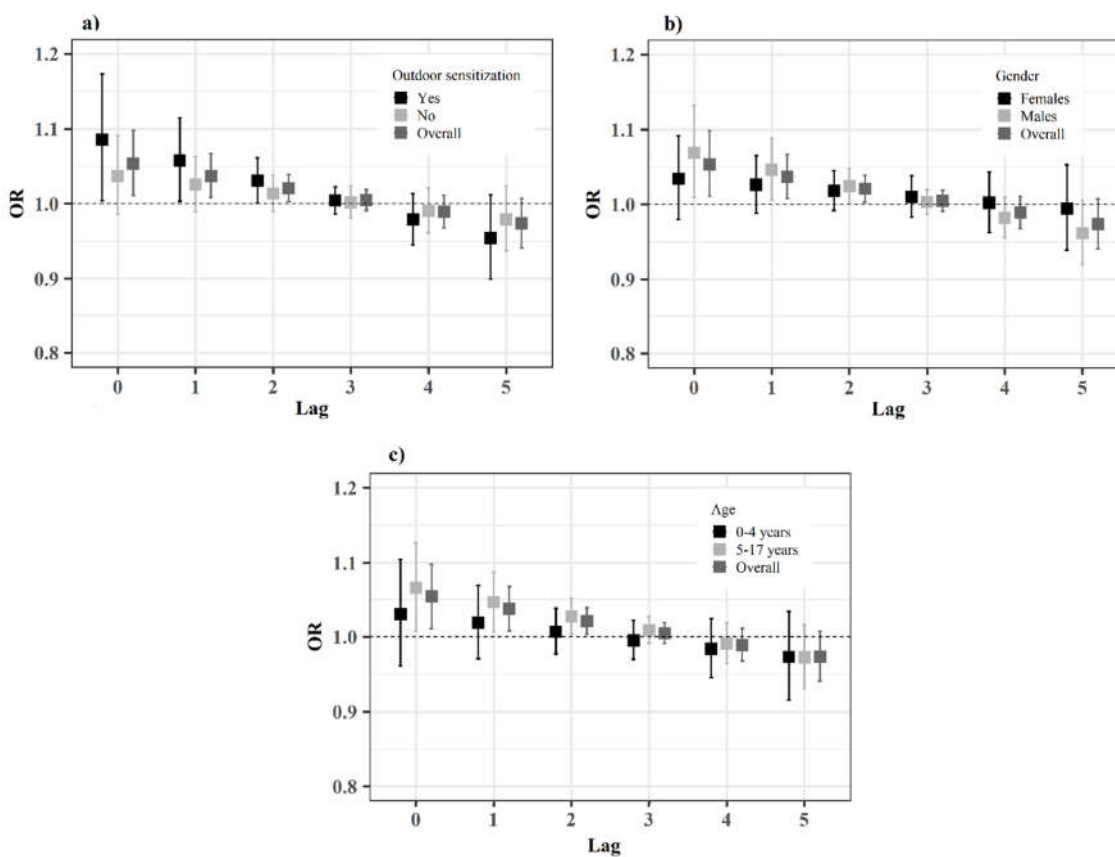 a)
1.2
1.1
1.0
0.9
0.8
OR
Outdoor sensitization
Yes
No
Overall
0 1 2 3 4 5
Lag
b)
1.2
1.1
1.0
0.9
0.8
OR
Gender
Females
Males
Overall
0 1 2 3 4 5
Lag
c)
1.2
1.1
1.0
0.9
0.8
OR
Age
0-4 years
5-17 years
Overall
0 1 2 3 4 5
Lag